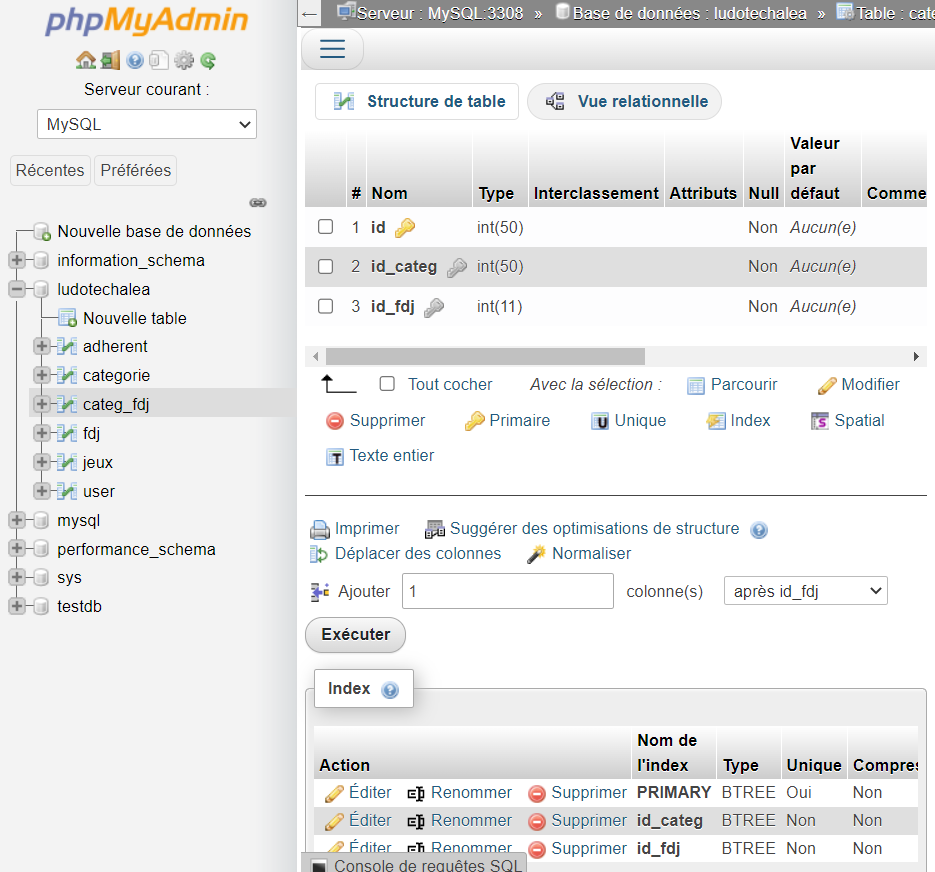 phpMyAdmin
Serveur courant :
MySQL
Récentes Préférées
Nouvelle base de données
information_schema
ludotechalea
Nouvelle table
adherent
categorie
categ_fdj
fdj
jeux
user
mysql
performance_schema
sys
testdb
Serveur : MySQL:3308 » Base de données : ludotechalea » Table : cate
Structure de table Vue relationnelle
# Nom Type Interclassement Attributs Null Valeur par défaut Comme
1 id int(50) Non Aucun(e)
2 id_categ int(50) Non Aucun(e)
3 id_fdj int(11) Non Aucun(e)
Tout cocher Avec la sélection : Parcourir Modifier
Supprimer Primaire Unique Index Spatial
Texte entier
Imprimer Suggérer des optimisations de structure
Déplacer des colonnes Normaliser
Ajouter 1 colonne(s) après id_fdj
Exécuter
Index
Action Nom de l'index Type Unique Compres
Éditer Renommer Supprimer PRIMARY BTREE Oui Non
Éditer Renommer Supprimer id_categ BTREE Non Non
Éditer Renommer Supprimer id_fdj BTREE Non Non
Console de requêtes SQL